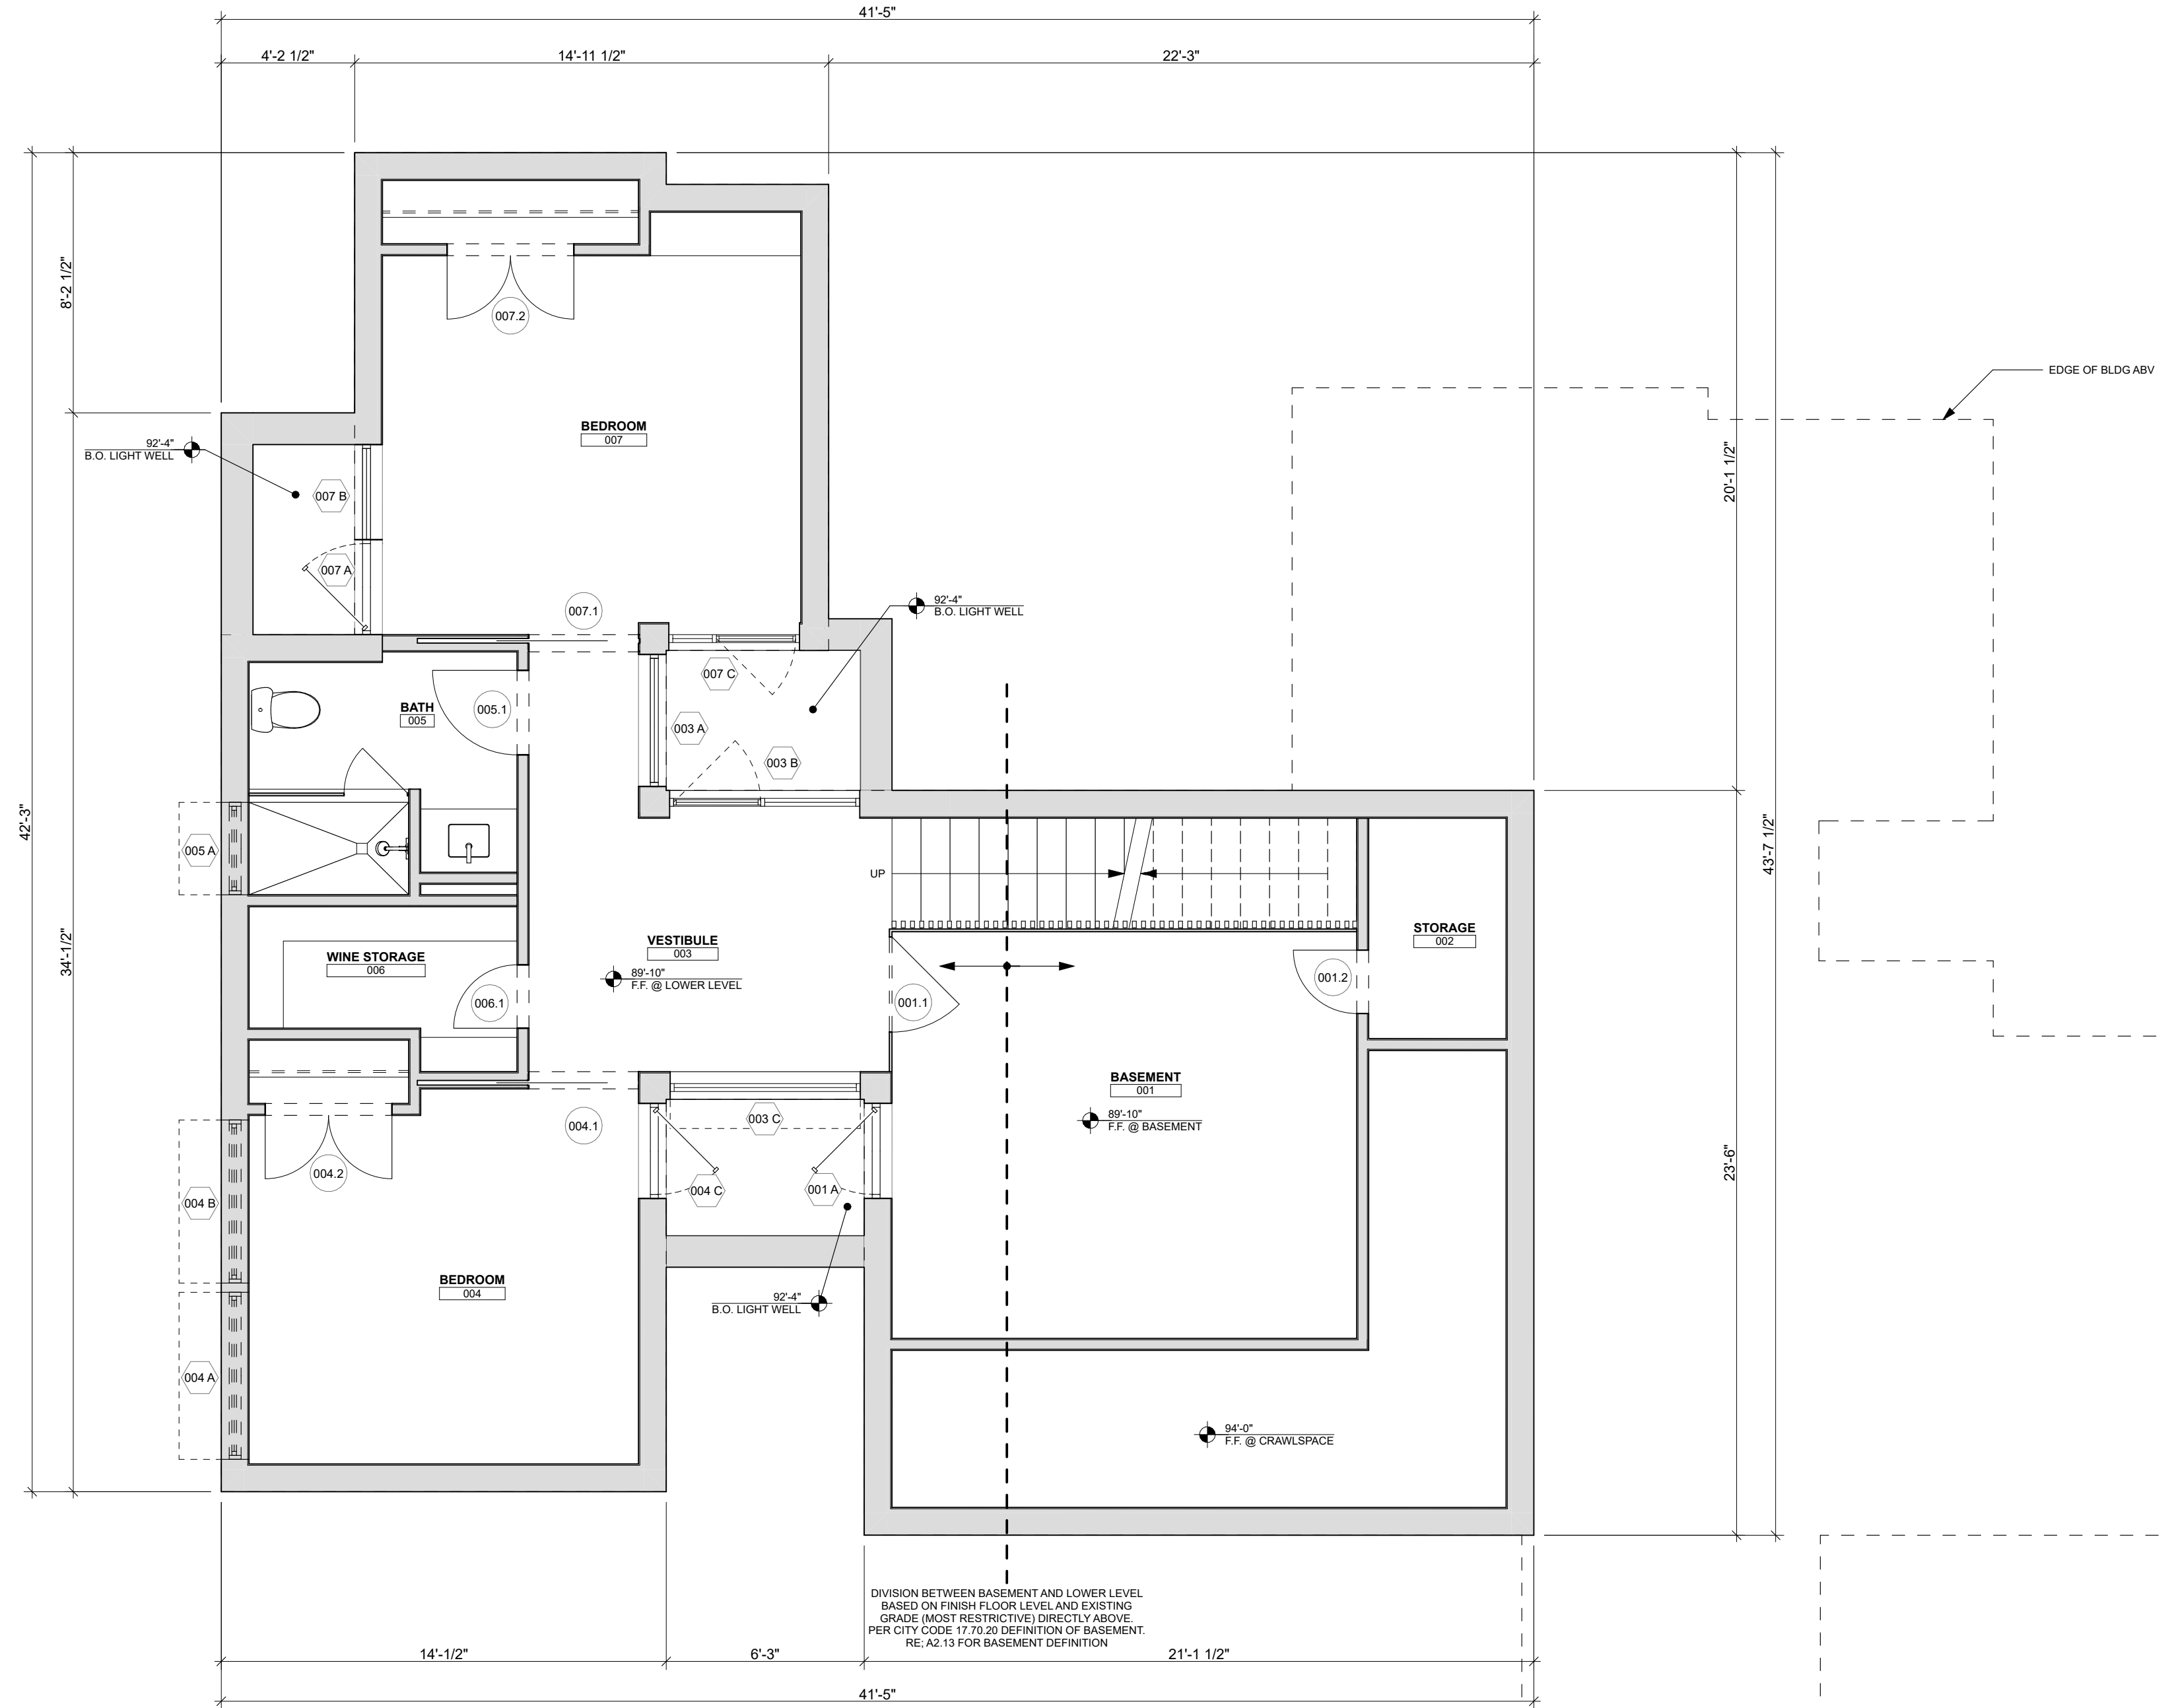 41'-5"
4'-2 1/2"
14'-11 1/2"
22'-3"
8'-2 1/2"
007.2
EDGE OF BLDG ABV
BEDROOM
007
92'-4"
B.O. LIGHT WELL
20'-1 1/2"
007 B
007 A
007.1
92'-4"
B.O. LIGHT WELL
007 C
BATH
005
005.1
003 A
003 B
42'-3"
43'-7 1/2"
005 A
UP
34'-1/2"
VESTIBULE
003
STORAGE
002
WINE STORAGE
006
89'-10"
F.F. @ LOWER LEVEL
001.2
006.1
001.1
BASEMENT
001
003 C
89'-10"
F.F. @ BASEMENT
004.1
23'-6"
004.2
004 C
001 A
004 B
BEDROOM
004
92'-4"
B.O. LIGHT WELL
004 A
94'-0"
F.F. @ CRAWLSPACE
DIVISION BETWEEN BASEMENT AND LOWER LEVEL
BASED ON FINISH FLOOR LEVEL AND EXISTING
GRADE (MOST RESTRICTIVE) DIRECTLY ABOVE.
PER CITY CODE 17.70.20 DEFINITION OF BASEMENT.
RE; A2.13 FOR BASEMENT DEFINITION
14'-1/2"
6'-3"
21'-1 1/2"
41'-5"